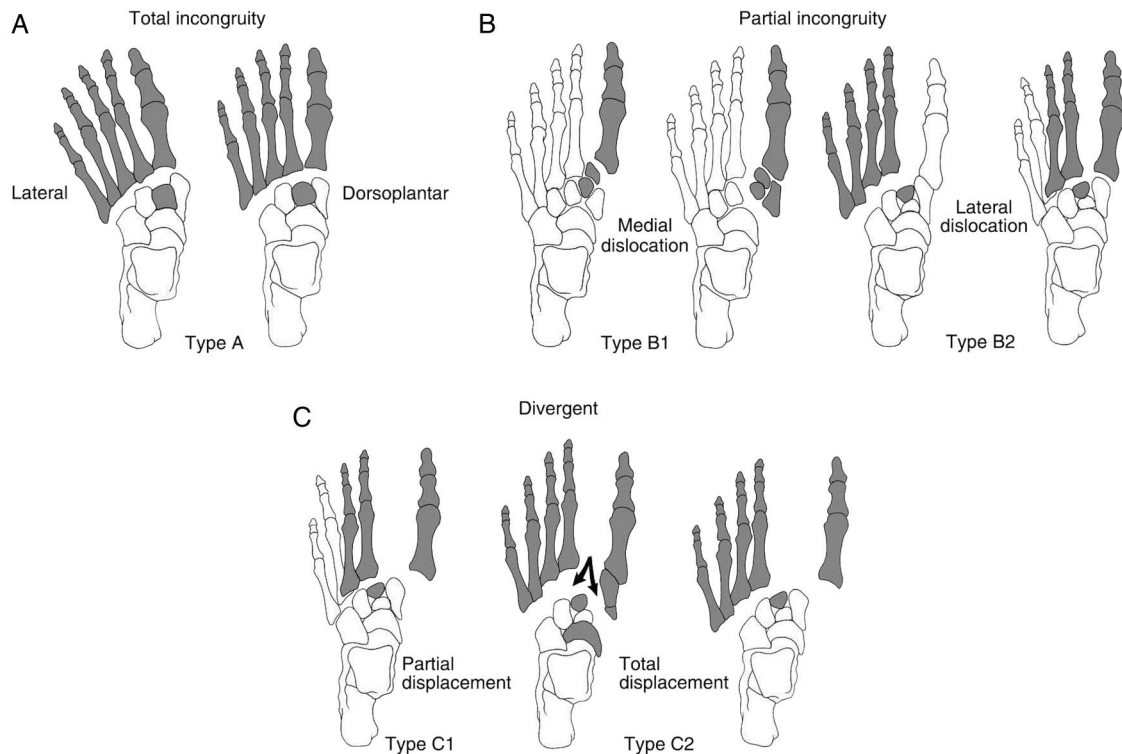 A
Total incongruity
Lateral
Dorsoplantar
Type A
B
Partial incongruity
Medial
dislocation
Lateral
dislocation
Type B1
Type B2
C
Divergent
Partial
displacement
Total
displacement
Type C1
Type C2